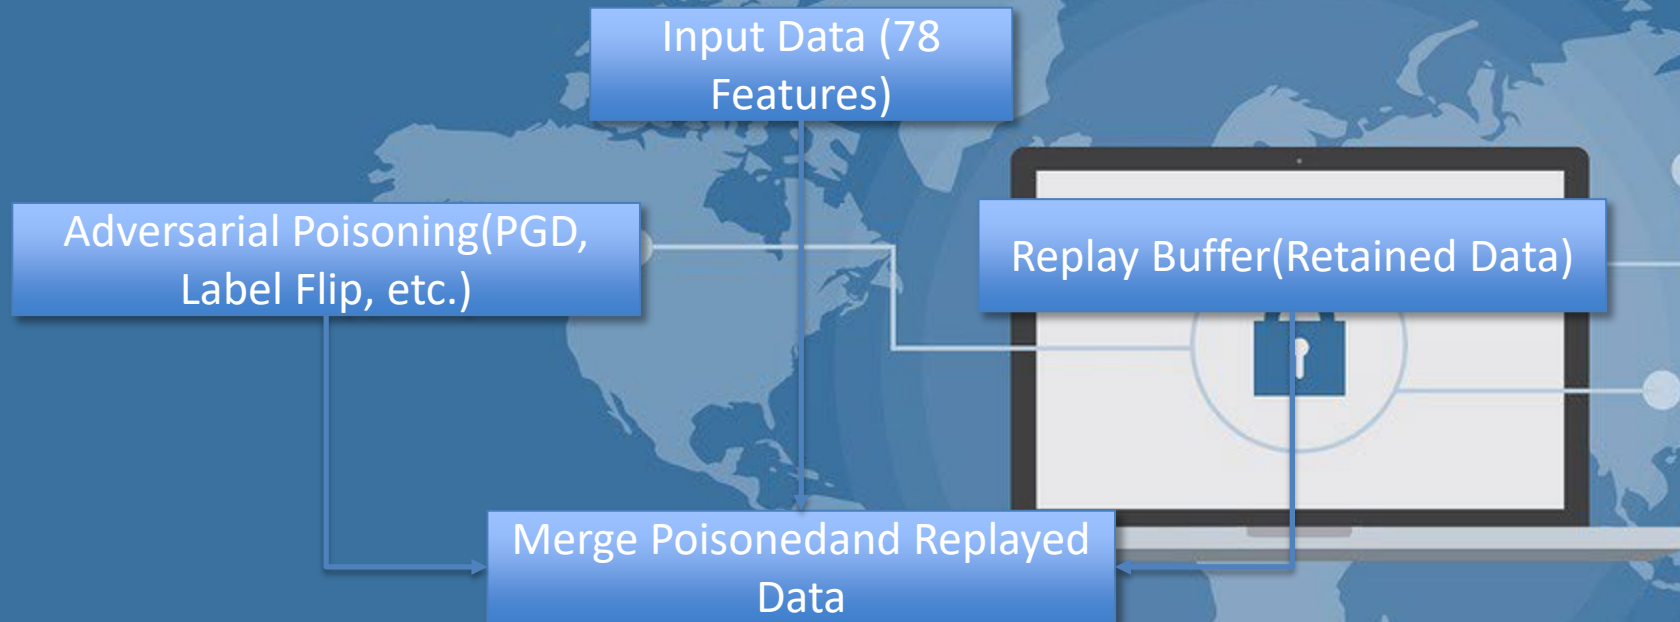 Input Data (78
Features)
Adversarial Poisoning(PGD,
Label Flip, etc.)
Replay Buffer(Retained Data)
Merge Poisonedand Replayed
Data